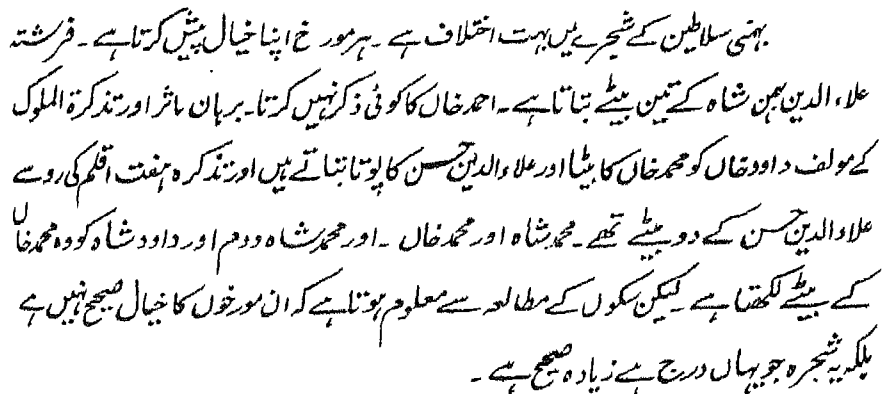 بہمنی سلاطین کے شجرے میں بہت اختلاف ہے ۔ ہر مورخ اپنا خیال پیش کرتا ہے ۔ فرشتہ
علاء الدین بہمن شاہ کے تین بیٹے بتاتا ہے ۔ احمد خاں کا کوئی ذکر نہیں کرتا ۔ برہان ماثر اور تذکرۃ الملوک
کے مولف داود خاں کو محمد خاں کا بیٹا اور علاء الدین حسن کا پوتا بتاتے ہیں اور تذکرہ ہفت اقلم کی رو سے
علاء الدین حسن کے دو بیٹے تھے ۔ محمد شاہ اور محمد خاں ۔ اور محمد شاہ دوم اور داود شاہ کو وہ محمد خاں
کے بیٹے لکھتا ہے ۔ لیکن سکوں کے مطالعہ سے معلوم ہوتا ہے کہ ان مورخوں کا خیال صحیح نہیں ہے
بلکہ یہ شجرہ جو یہاں درج ہے زیادہ صحیح ہے ۔